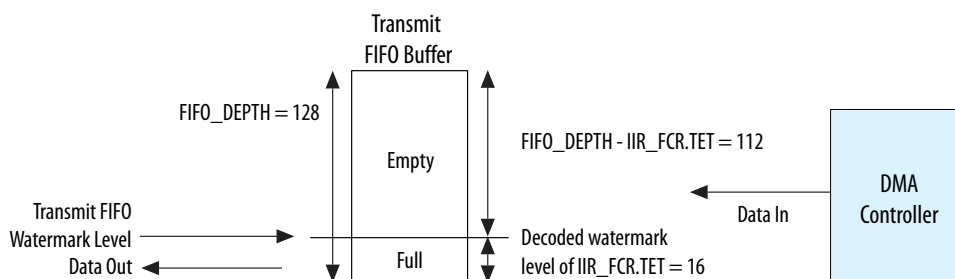 Transmit
FIFO Buffer
FIFO_DEPTH = 128
FIFO_DEPTH - IIR_FCR.TET = 112
Empty
DMA
Controller
Data In
Transmit FIFO
Watermark Level
Data Out
Full
Decoded watermark
level of IIR_FCR.TET = 16